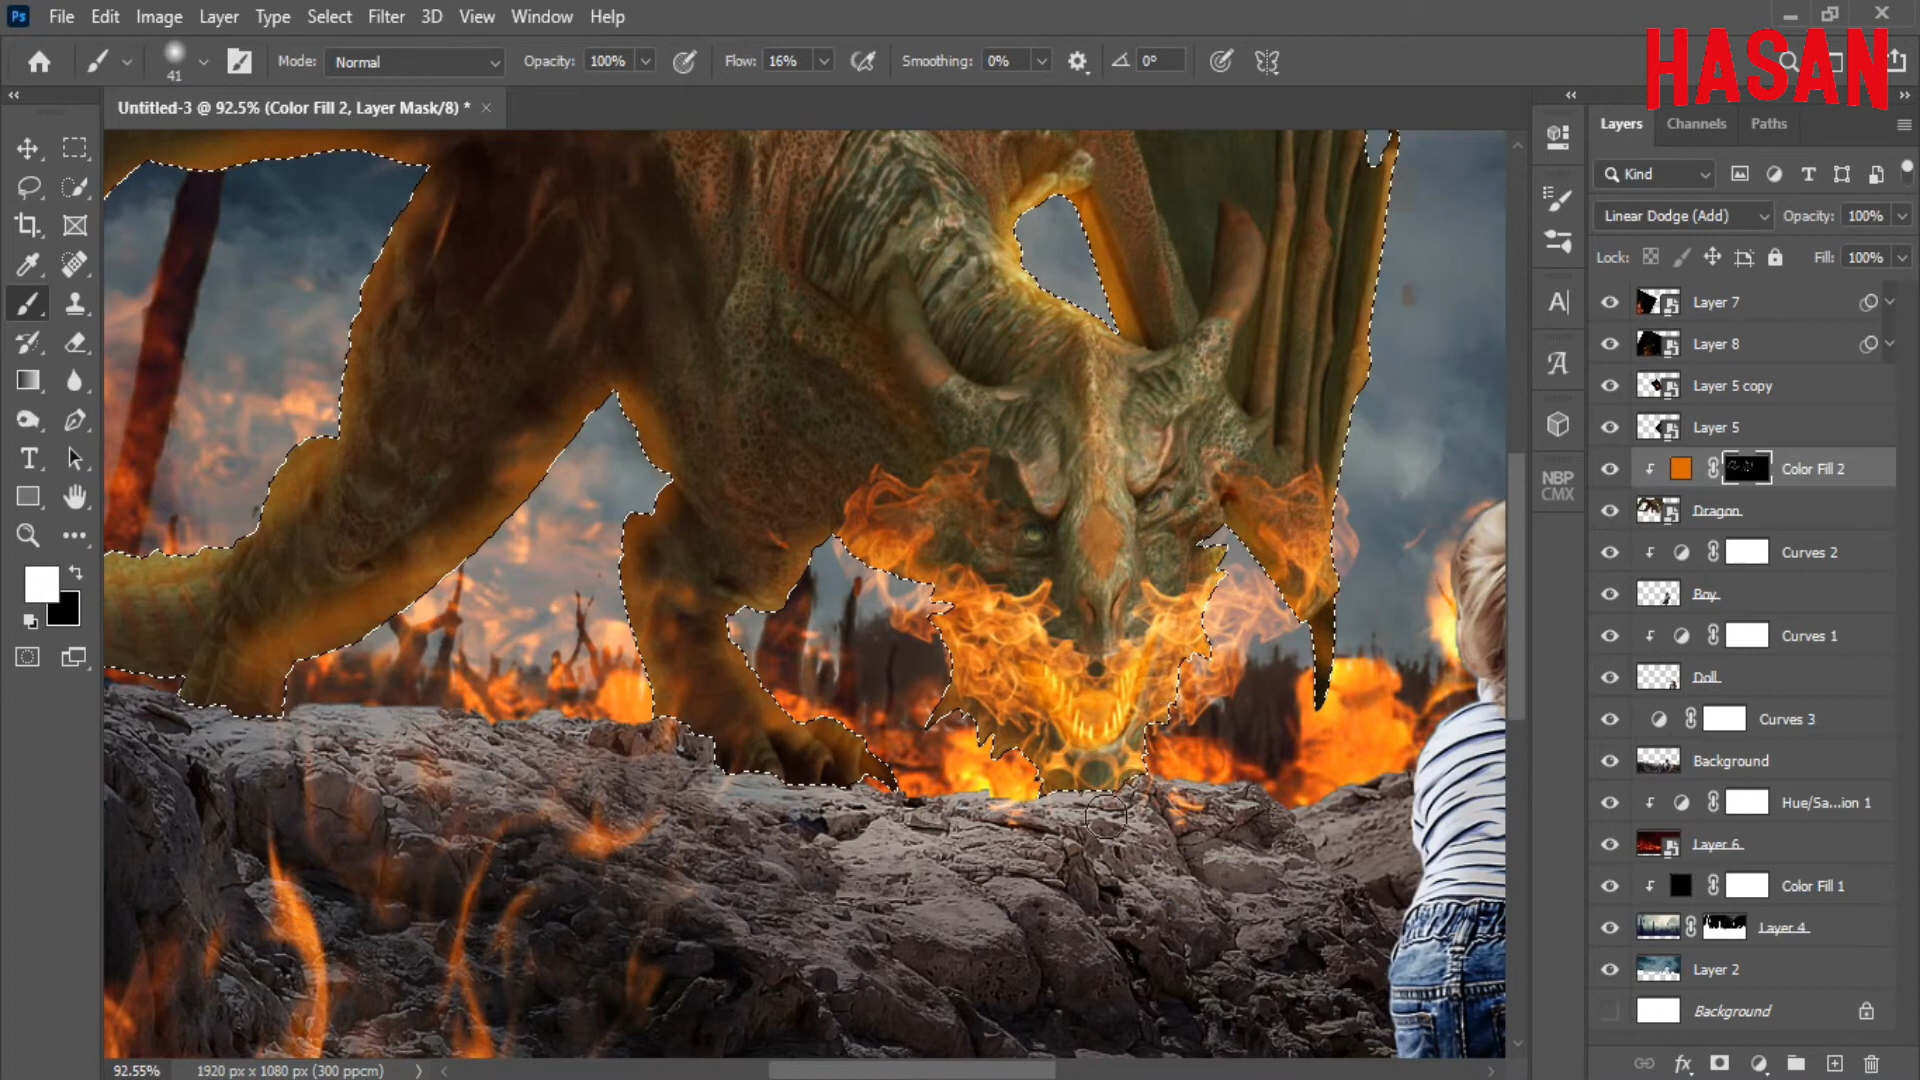 Ps File Edit Image Layer Type Select Filter 3D View Window Help
HASAN
41 Mode: Normal Opacity: 100% Flow: 16% Smoothing: 0% 0°
Untitled-3 @ 92.5% (Color Fill 2, Layer Mask/8) *
Layers Channels Paths
Kind
Linear Dodge (Add) Opacity: 100%
Lock: Fill: 100%
Layer 7
Layer 8
Layer 5 copy
Layer 5
Color Fill 2
NBP
CMX
Dragon
Curves 2
Boy
Curves 1
Doll
Curves 3
Background
Hue/Sa...ion 1
Layer 6
Color Fill 1
Layer 4
Layer 2
Background
92.55% 1920 px x 1080 px (300 ppcm)